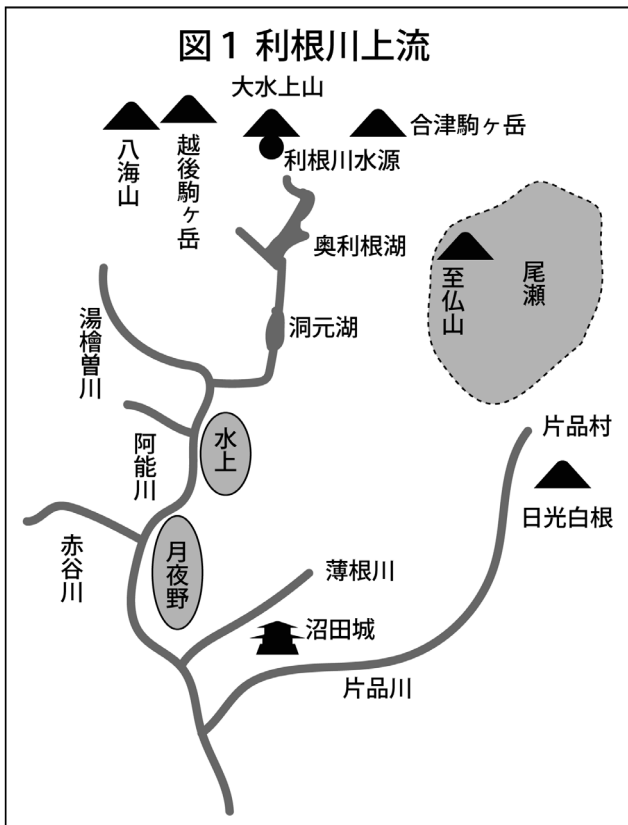 図1 利根川上流
大水上山
八海山
越後駒ヶ岳
合津駒ヶ岳
利根川水源
奥利根湖
至仏山
尾瀬
湯檜曽川
洞元湖
阿能川
水上
片品村
日光白根
赤谷川
月夜野
薄根川
沼田城
片品川